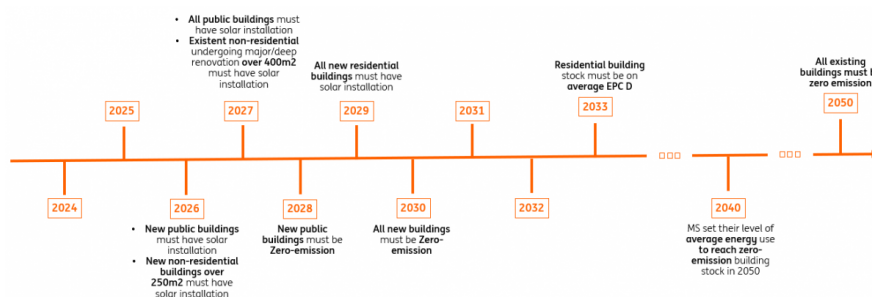 • All public buildings must
have solar installation
• Existent non-residential
undergoing major/deep
renovation over 400m2
must have solar
installation
All new residential
buildings must have
solar installation
Residential building
stock must be on
average EPC D
All existing
buildings must
zero emission
2025
2027
2029
2031
2033
2050
2024
2026
2028
2030
2032
2040
• New public buildings
must have solar
installation
• New non-residential
buildings over
250m2 must have
solar installation
New public
buildings must be
Zero-emission
All new buildings
must be Zero-
emission
MS set their level of
average energy use
to reach zero-
emission building
stock in 2050